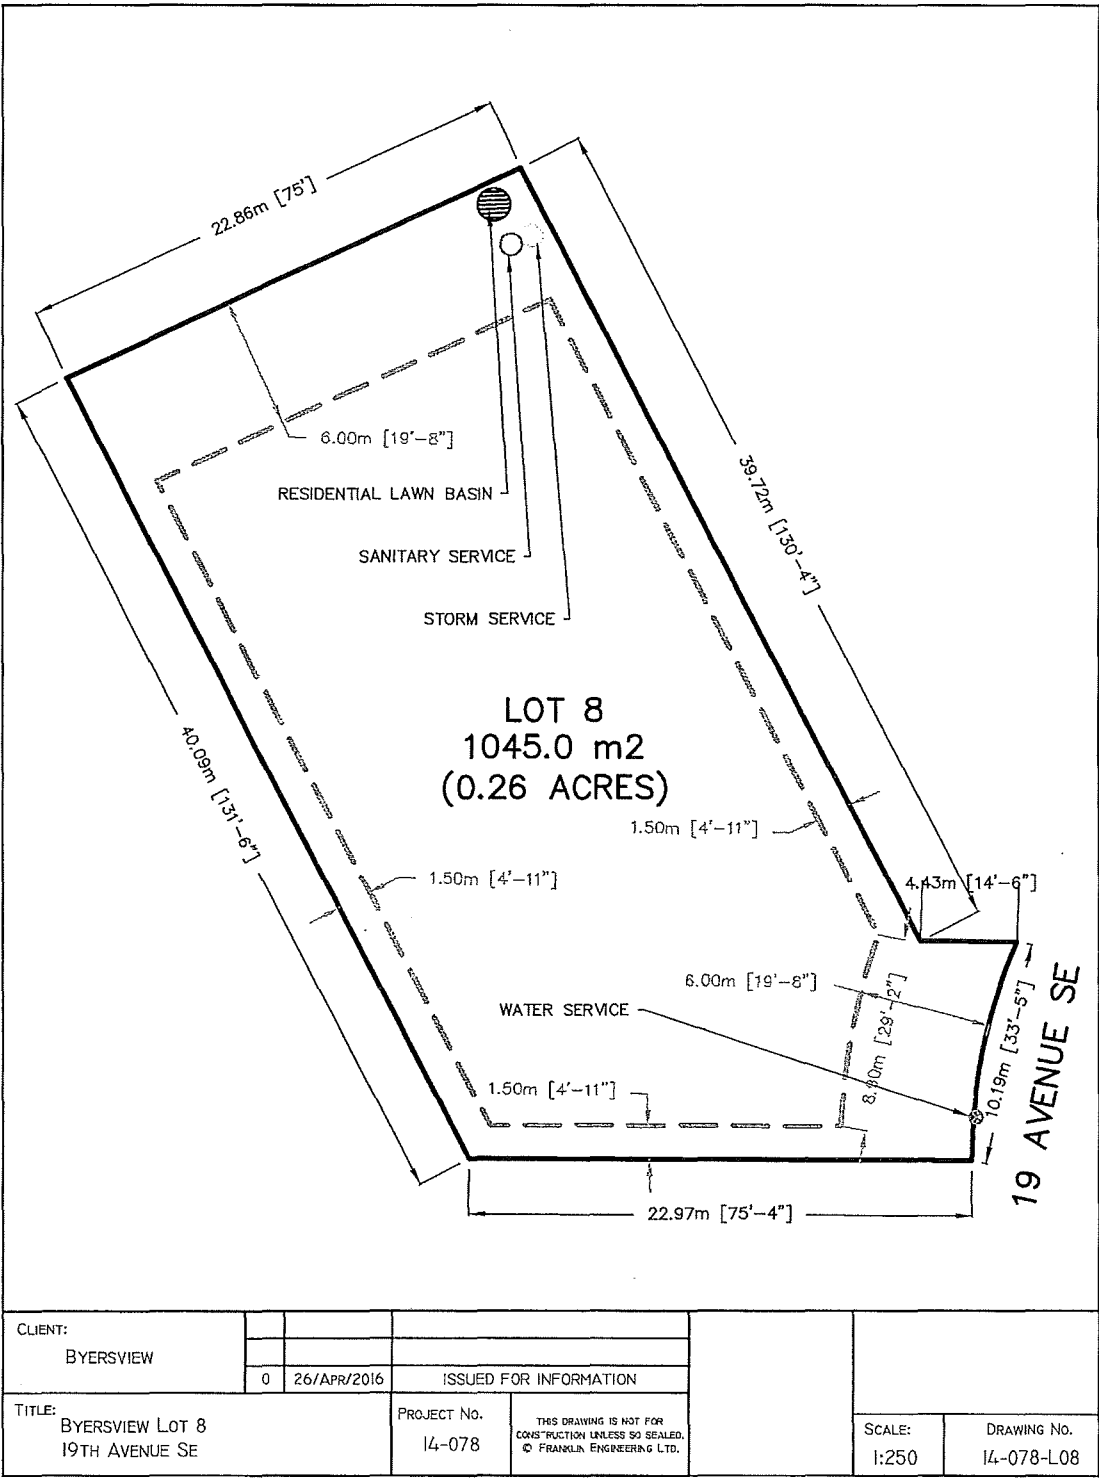 22.86m [75']
39.72m [130'-4"]
6.00m [19'-8"]
RESIDENTIAL LAWN BASIN
SANITARY SERVICE
STORM SERVICE
LOT 8
1045.0 m2
(0.26 ACRES)
40.09m [131'-6"]
1.50m [4'-11"]
1.50m [4'-11"]
4.43m [14'-6"]
6.00m [19'-8"]
WATER SERVICE
[29'-2"]
10.19m [33'-5"]
19 AVENUE SE
1.50m [4'-11"]
22.97m [75'-4"]
CLIENT:
BYERSVIEW
0 26/APR/2016 ISSUED FOR INFORMATION
TITLE:
BYERSVIEW LOT 8
19TH AVENUE SE
PROJECT NO.
14-078
THIS DRAWING IS NOT FOR
CONSTRUCTION UNLESS SO SEALED.
© FRANKLIN ENGINEERING LTD.
SCALE:
1:250
DRAWING NO.
14-078-L08